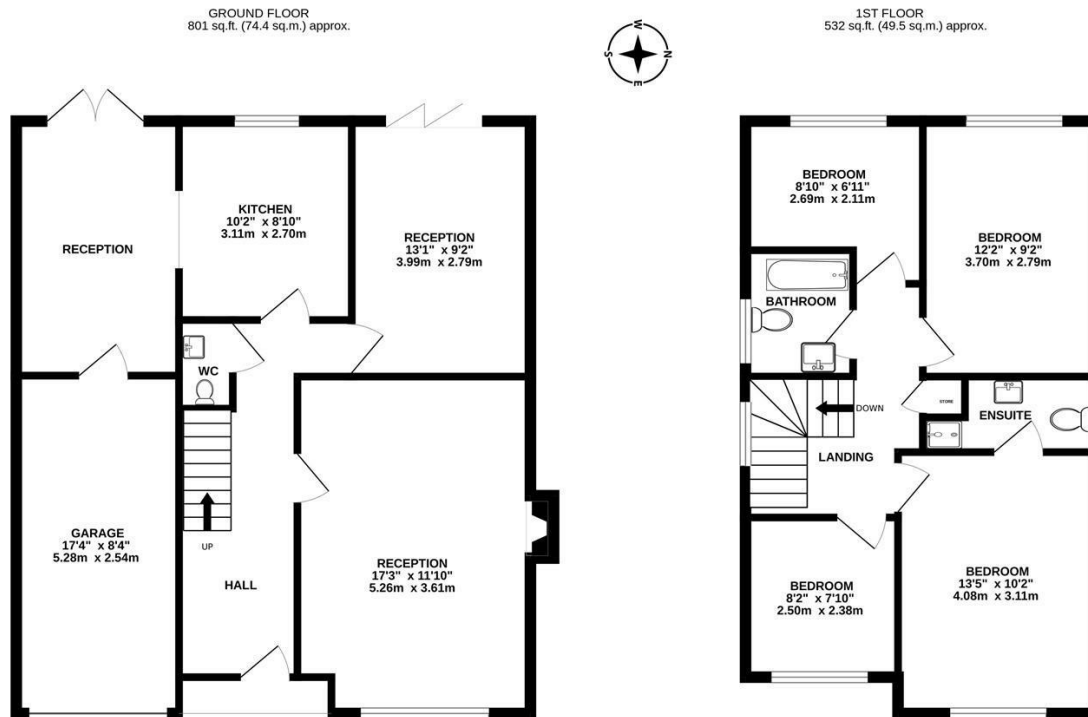 GROUND FLOOR
801 sq.ft. (74.4 sq.m.) approx.
1ST FLOOR
532 sq.ft. (49.5 sq.m.) approx.
W
N
E
S
RECEPTION
KITCHEN
10'2" x 8'10"
3.11m x 2.70m
RECEPTION
13'1" x 9'2"
3.99m x 2.79m
WC
UP
HALL
GARAGE
17'4" x 8'4"
5.28m x 2.54m
RECEPTION
17'3" x 11'10"
5.26m x 3.61m
BEDROOM
8'10" x 6'11"
2.69m x 2.11m
BEDROOM
12'2" x 9'2"
3.70m x 2.79m
BATHROOM
DOWN
STORE
ENSUITE
LANDING
BEDROOM
8'2" x 7'10"
2.50m x 2.38m
BEDROOM
13'5" x 10'2"
4.08m x 3.11m